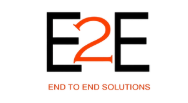 E2E
END TO END SOLUTIONS